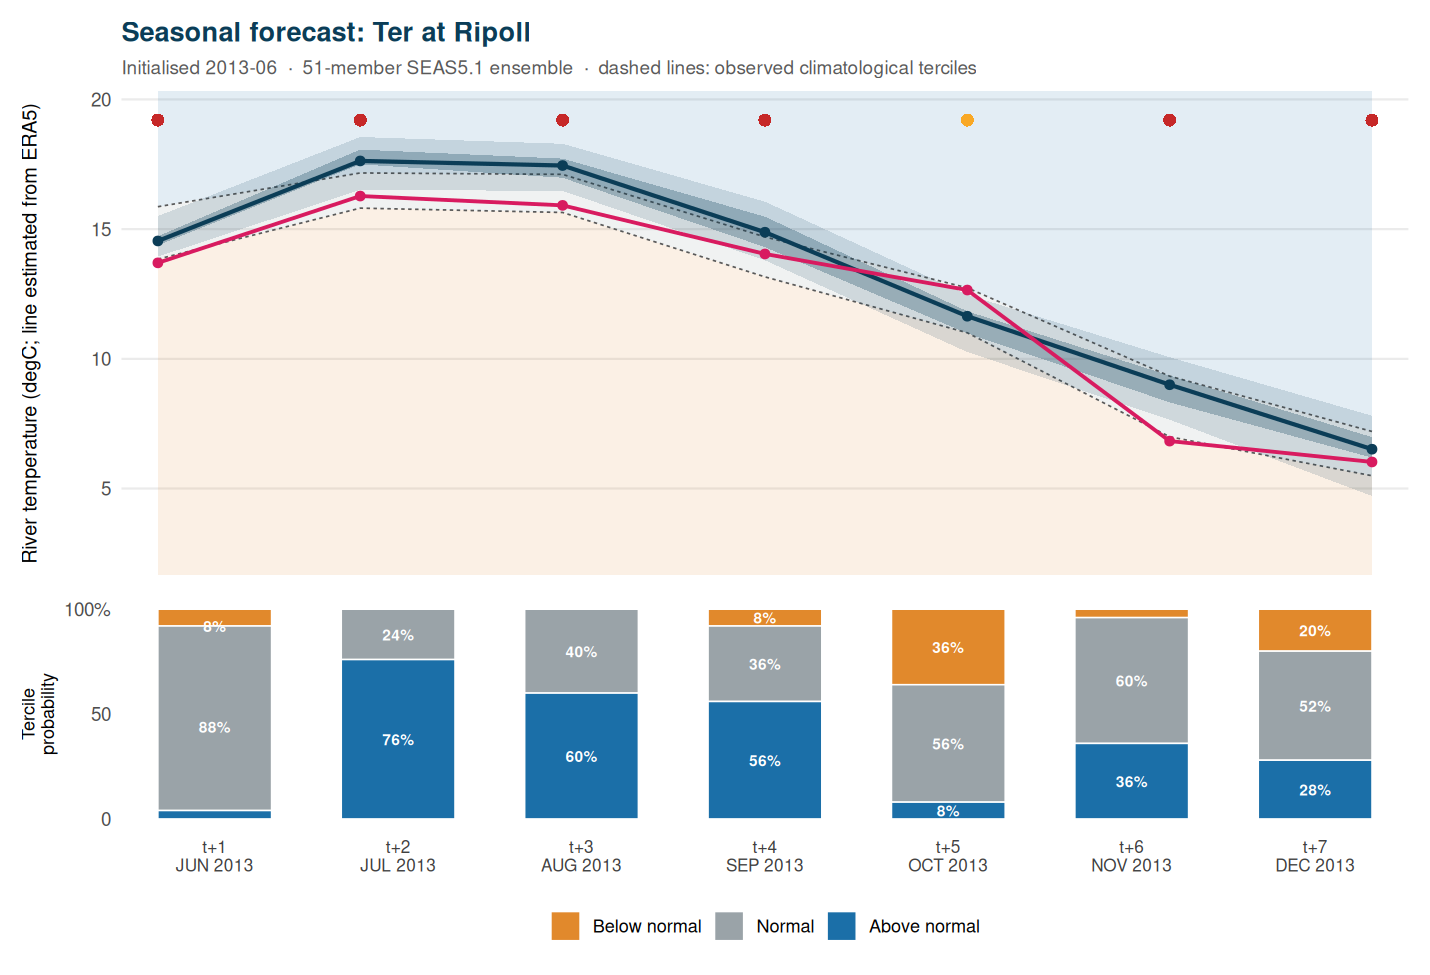 Seasonal forecast: Ter at Ripoll
Initialised 2013-06 · 51-member SEAS5.1 ensemble · dashed lines: observed climatological terciles
River temperature (degC; line estimated from ERA5)
20
15
10
5
Tercile
probability
100%
50
0
8%
88%
24%
76%
40%
60%
8%
36%
56%
36%
56%
8%
60%
36%
20%
52%
28%
t+1
JUN 2013
t+2
JUL 2013
t+3
AUG 2013
t+4
SEP 2013
t+5
OCT 2013
t+6
NOV 2013
t+7
DEC 2013
Below normal
Normal
Above normal